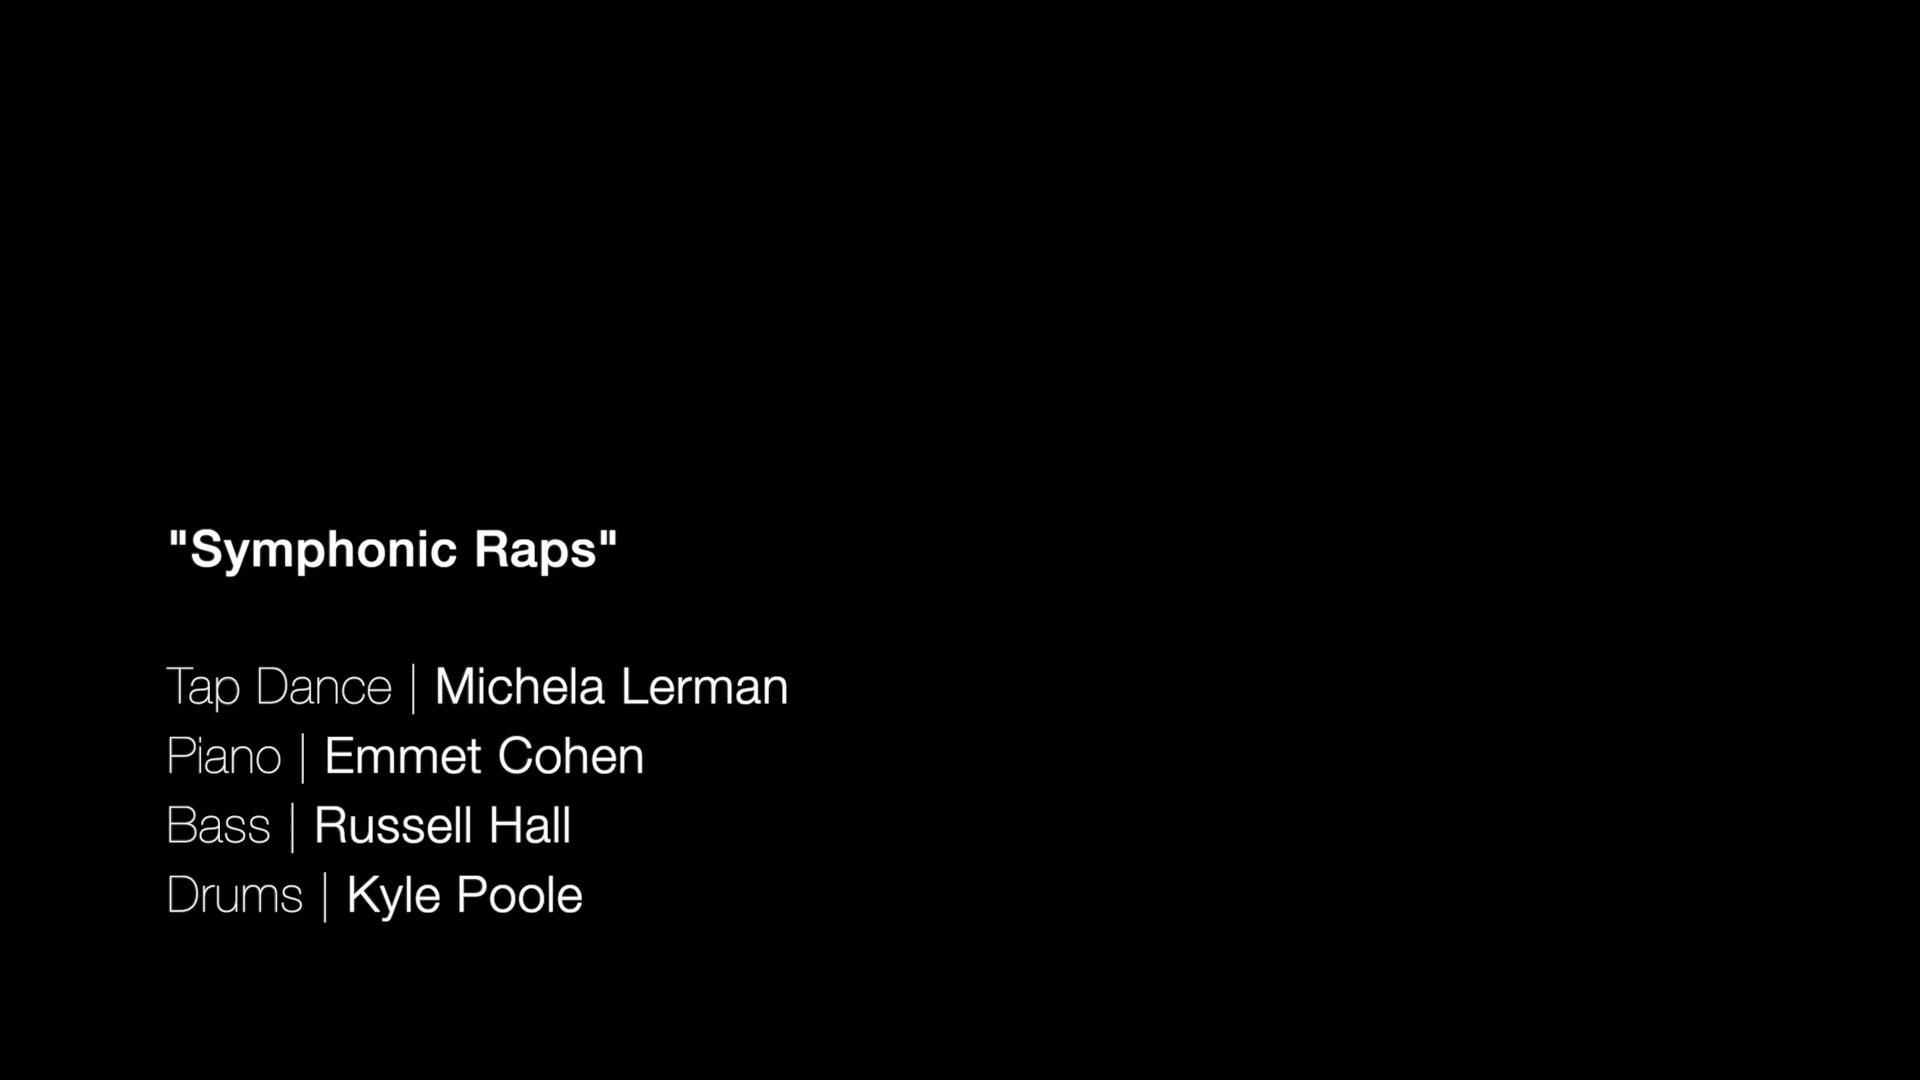 "Symphonic Raps"
Tap Dance | Michela Lerman
Piano | Emmet Cohen
Bass | Russell Hall
Drums | Kyle Poole